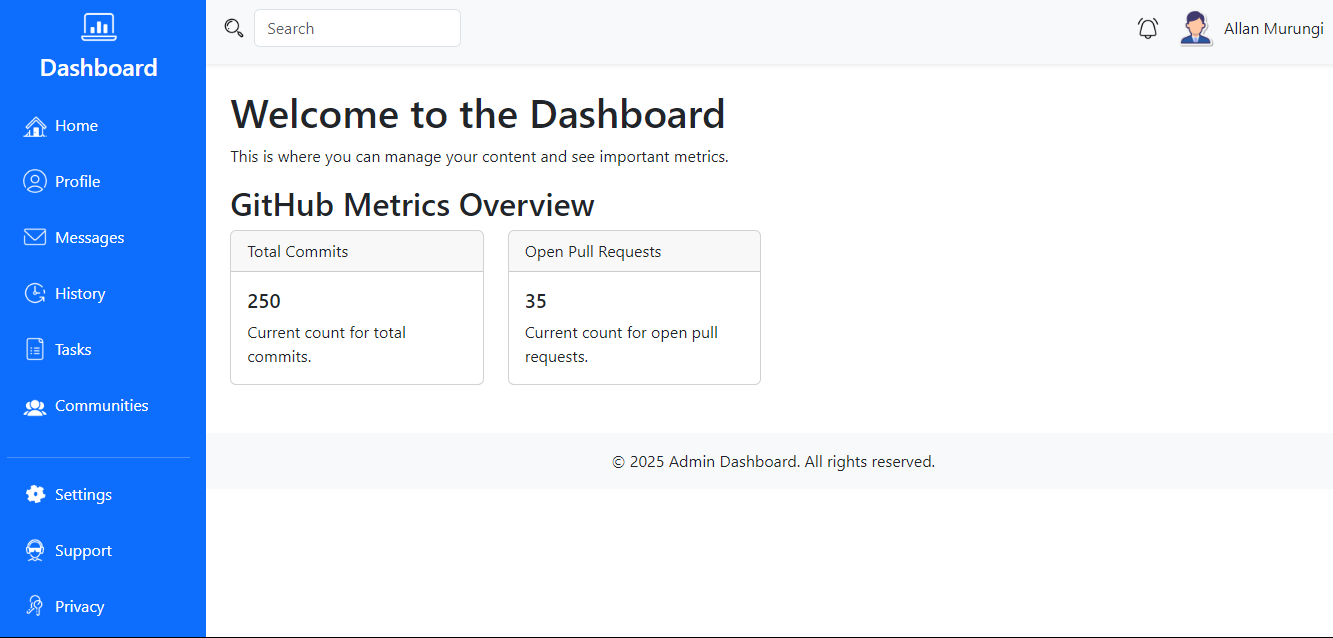 Dashboard
Home
Profile
Messages
History
Tasks
Communities
Settings
Support
Privacy
Search
Allan Murungi
Welcome to the Dashboard
This is where you can manage your content and see important metrics.
GitHub Metrics Overview
Total Commits
250
Current count for total
commits.
Open Pull Requests
35
Current count for open pull
requests.
© 2025 Admin Dashboard. All rights reserved.